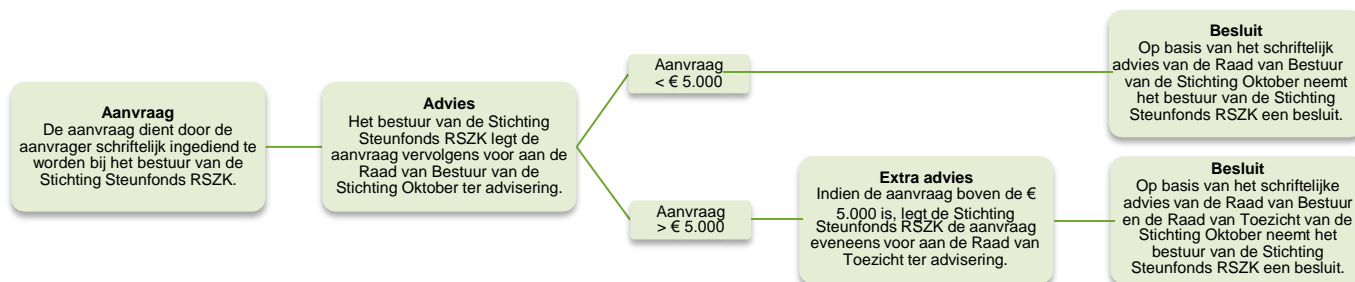 Aanvraag
De aanvraag dient door de
aanvrager schriftelijk ingediend te
worden bij het bestuur van de
Stichting Steunfonds RSZK.
Advies
Het bestuur van de Stichting
Steunfonds RSZK legt de
aanvraag vervolgens voor aan de
Raad van Bestuur van de
Stichting Oktober ter advisering.
Aanvraag
< € 5.000
Besluit
Op basis van het schriftelijk
advies van de Raad van Bestuur
van de Stichting Oktober neemt
het bestuur van de Stichting
Steunfonds RSZK een besluit.
Aanvraag
> € 5.000
Extra advies
Indien de aanvraag boven de €
5.000 is, legt de Stichting
Steunfonds RSZK de aanvraag
eveneens voor aan de Raad van
Toezicht ter advisering.
Besluit
Op basis van het schriftelijke
advies van de Raad van Bestuur
en de Raad van Toezicht van de
Stichting Oktober neemt het
bestuur van de Stichting
Steunfonds RSZK een besluit.